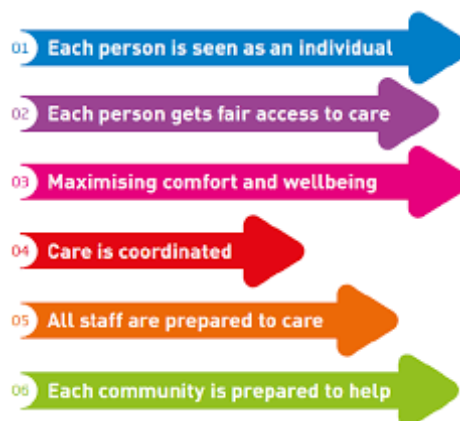 01 Each person is seen as an individual
02 Each person gets fair access to care
03 Maximising comfort and wellbeing
04 Care is coordinated
05 All staff are prepared to care
06 Each community is prepared to help